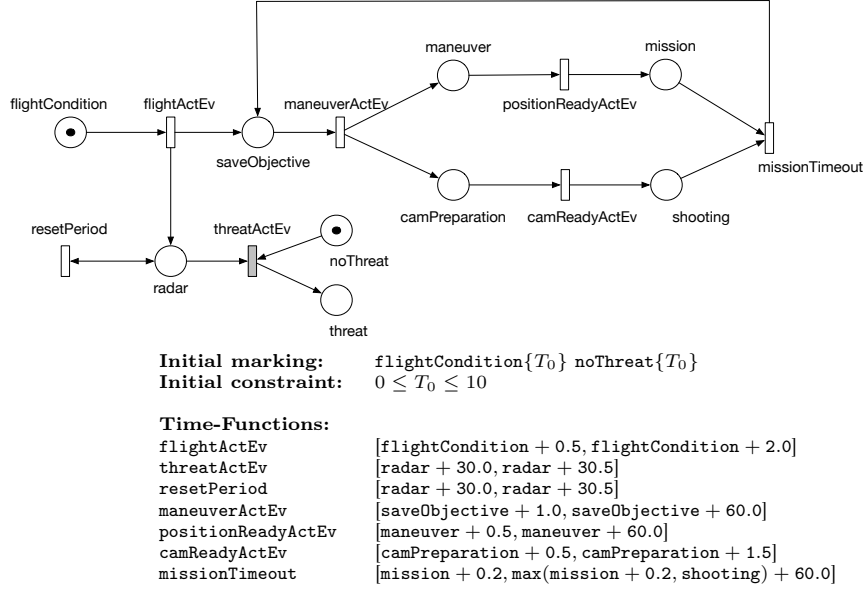 maneuver mission
flightCondition flightActEv maneuverActEv positionReadyActEv
saveObjective missionTimeout
resetPeriod threatActEv camPreparation camReadyActEv shooting
noThreat
radar
threat
Initial marking: flightCondition{T₀} noThreat{T₀}
Initial constraint: 0 ≤ T₀ ≤ 10
Time-Functions:
flightActEv [flightCondition + 0.5, flightCondition + 2.0]
threatActEv [radar + 30.0, radar + 30.5]
resetPeriod [radar + 30.0, radar + 30.5]
maneuverActEv [saveObjective + 1.0, saveObjective + 60.0]
positionReadyActEv [maneuver + 0.5, maneuver + 60.0]
camReadyActEv [camPreparation + 0.5, camPreparation + 1.5]
missionTimeout [mission + 0.2, max(mission + 0.2, shooting) + 60.0]